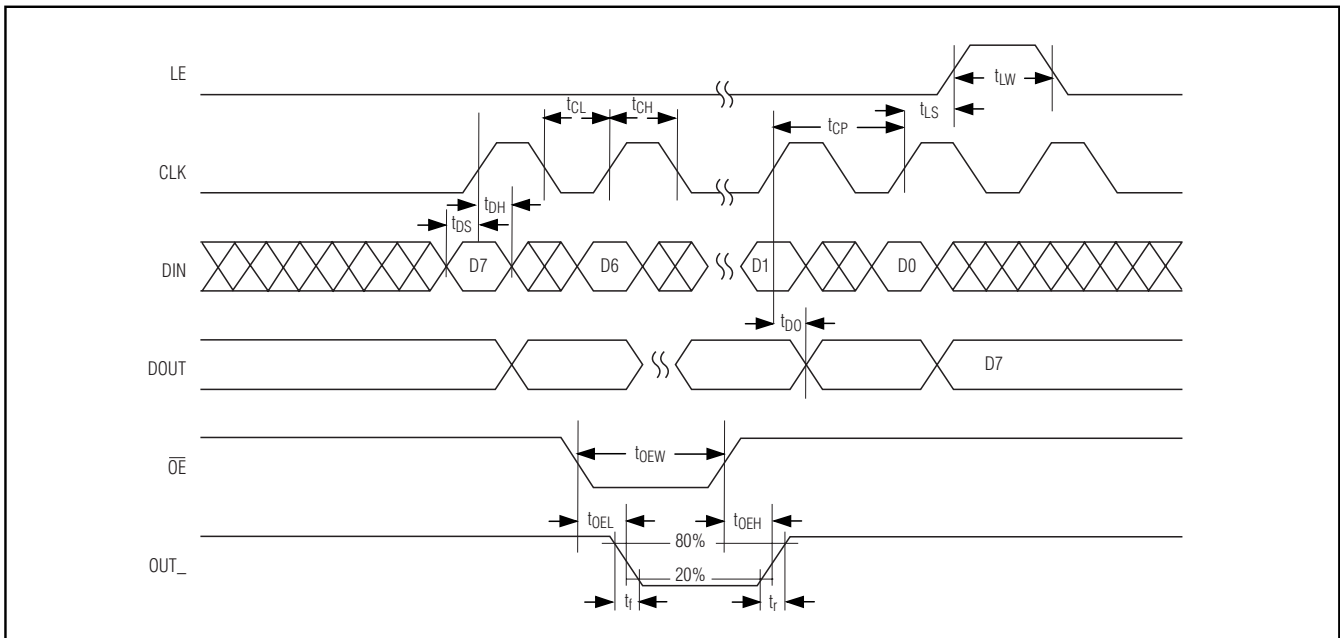 LE
tLW
tCL
tCH
tLS
tCP
CLK
tDH
tDS
DIN
D7
D6
D1
D0
tDO
DOUT
D7
OE
tOEW
tOEL
tOEH
80%
OUT_
20%
tf
tr